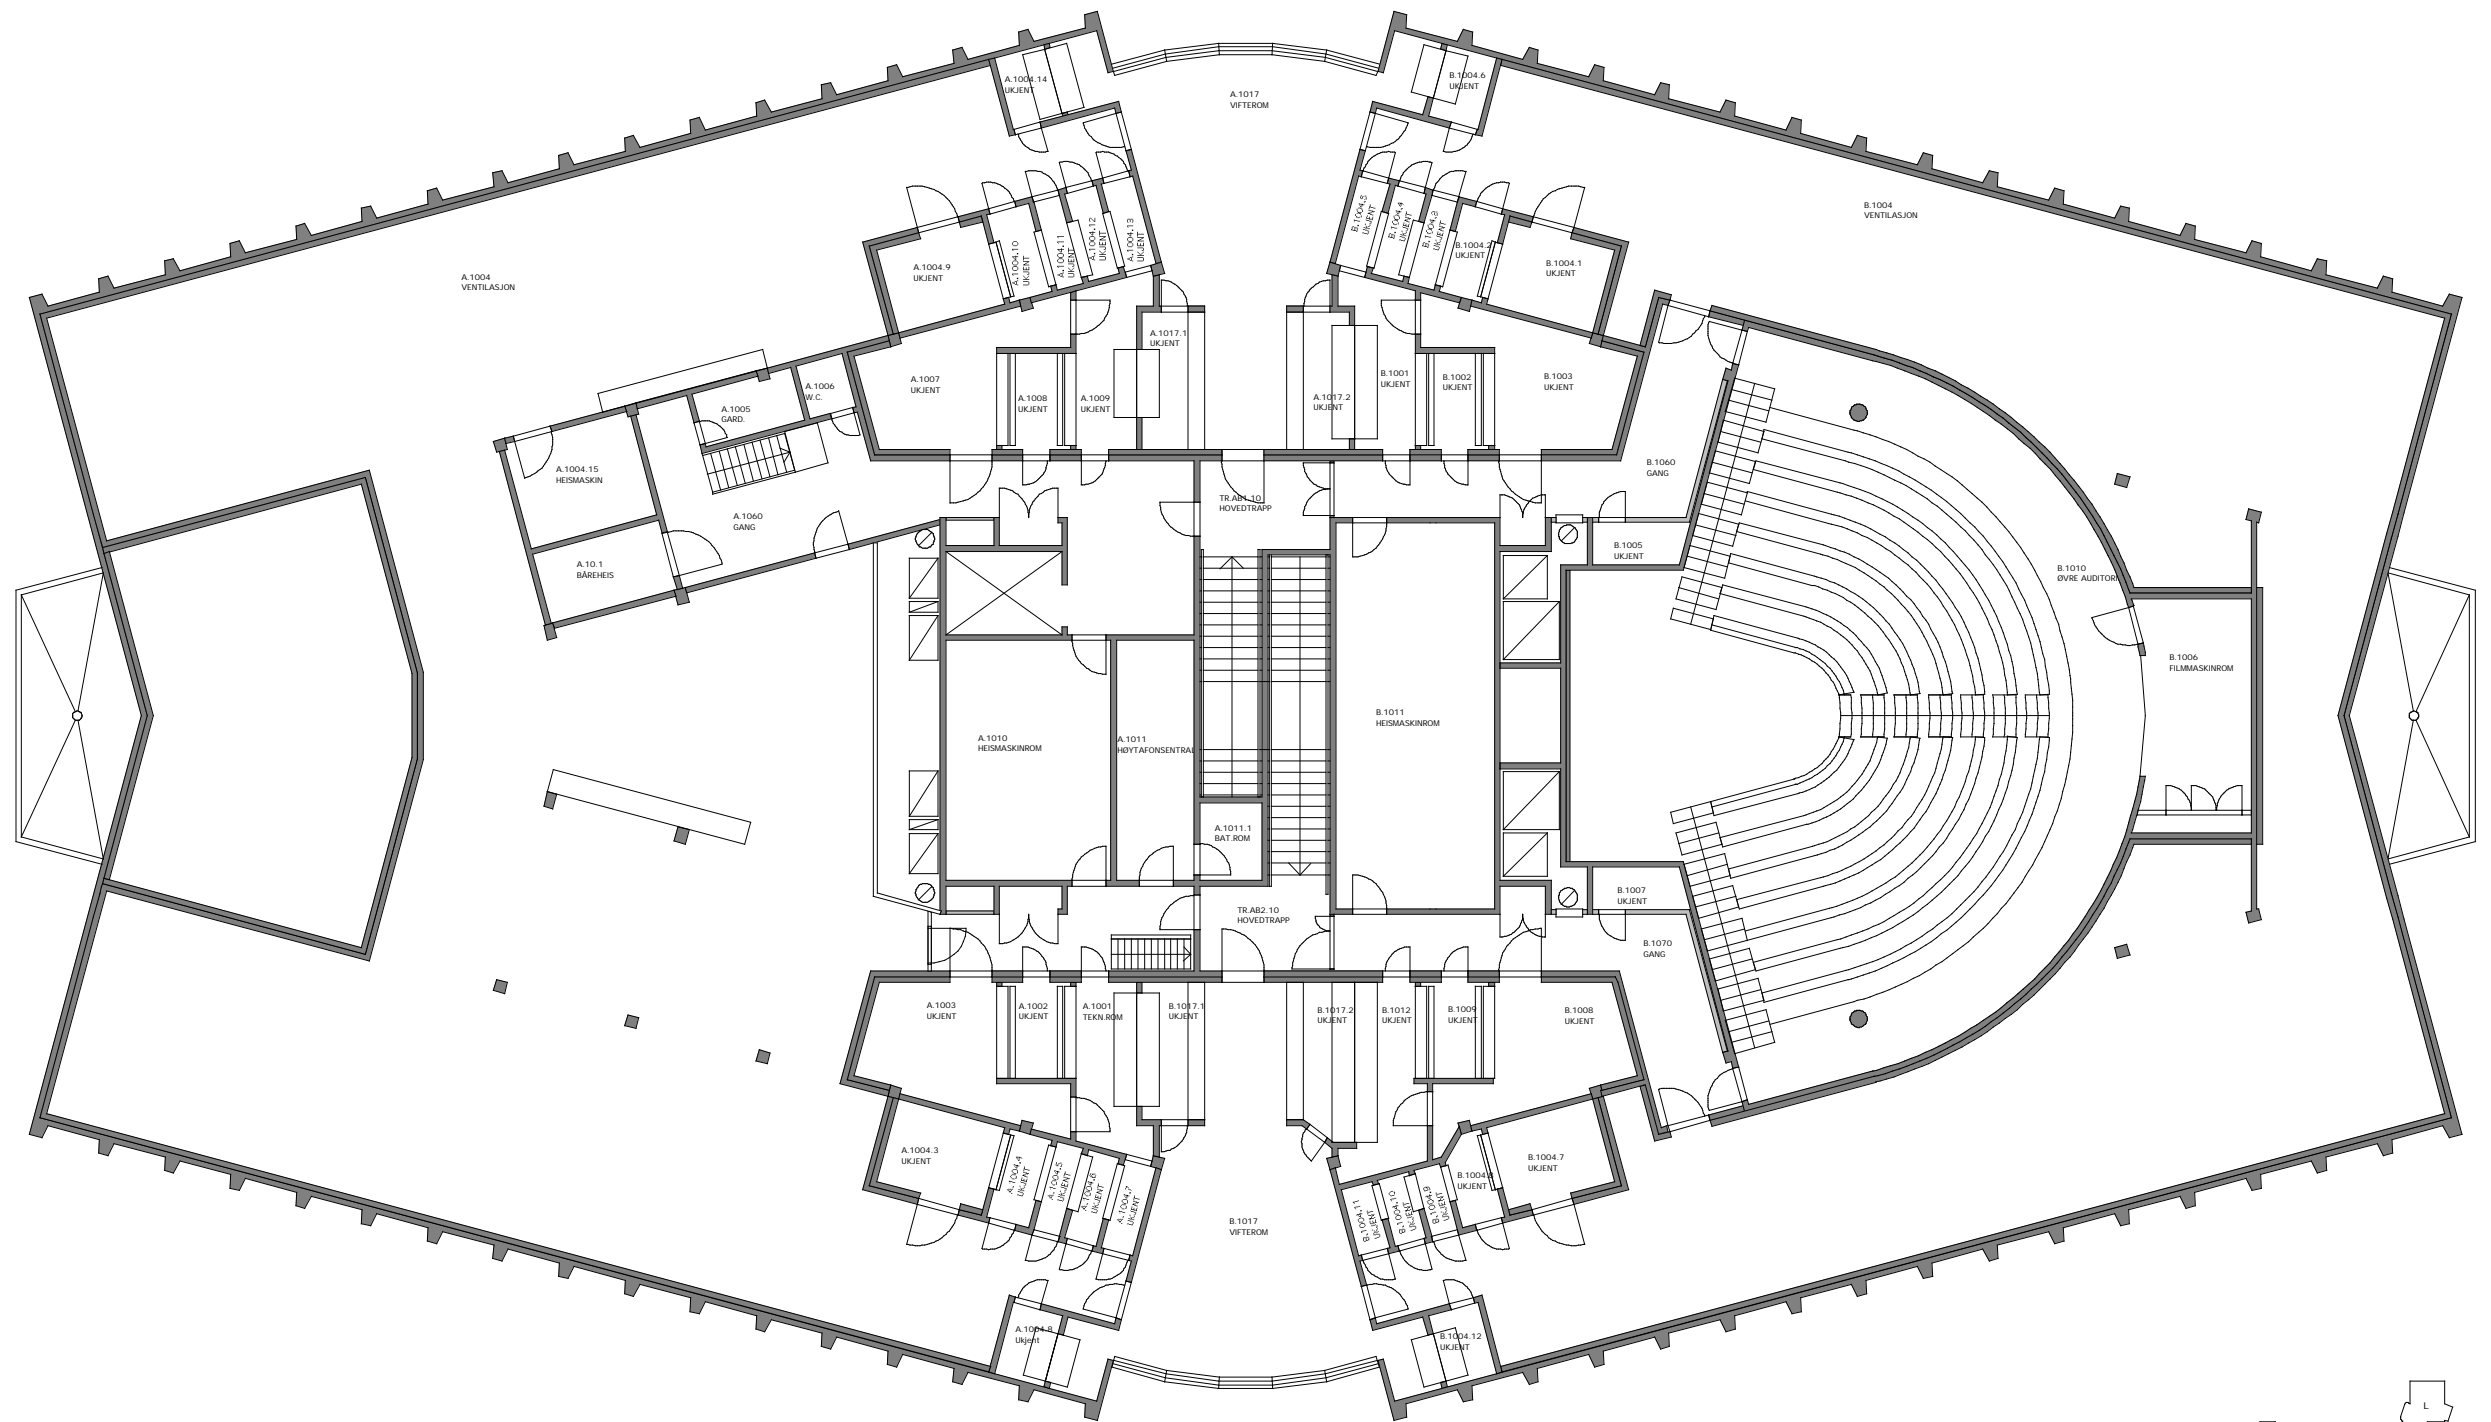 A.1004.14
UKJENT
B.1004.6
UKJENT
A.1017
VIFTEROM
B.1004
VENTILASJON
A.1004
VENTILASJON
A.1004.9
UKJENT
A.1004.10
UKJENT
A.1004.11
UKJENT
A.1004.12
UKJENT
A.1004.13
UKJENT
B.1004.5
UKJENT
B.1004.4
UKJENT
B.1004.3
UKJENT
B.1004.2
UKJENT
B.1004.1
UKJENT
A.1017.1
UKJENT
A.1007
UKJENT
A.1008
UKJENT
A.1009
UKJENT
A.1017.2
UKJENT
B.1001
UKJENT
B.1002
UKJENT
B.1003
UKJENT
A.1006
W.C.
A.1005
GARD.
A.1004.15
HEISMASKIN
A.1060
GANG
A.10.1
BÅREHEIS
TR.AB1.10
HOVEDTRAPP
B.1060
GANG
B.1005
UKJENT
B.1010
ØVRE AUDITORI
B.1006
FILMMASKINROM
A.1010
HEISMASKINROM
A.1011
HØYTAFONSENTRAL
B.1011
HEISMASKINROM
A.1011.1
BAT.ROM
TR.AB2.10
HOVEDTRAPP
B.1007
UKJENT
B.1070
GANG
A.1003
UKJENT
A.1002
UKJENT
A.1001
TEKN.ROM
B.1017.1
UKJENT
B.1017.2
UKJENT
B.1012
UKJENT
B.1009
UKJENT
B.1008
UKJENT
A.1004.3
UKJENT
A.1004.4
UKJENT
A.1004.5
UKJENT
A.1004.6
UKJENT
A.1004.7
UKJENT
B.1017
VIFTEROM
B.1004.11
UKJENT
B.1004.10
UKJENT
B.1004.9
UKJENT
B.1004.8
UKJENT
B.1004.7
UKJENT
A.1004.8
Ukjent
B.1004.12
UKJENT
L